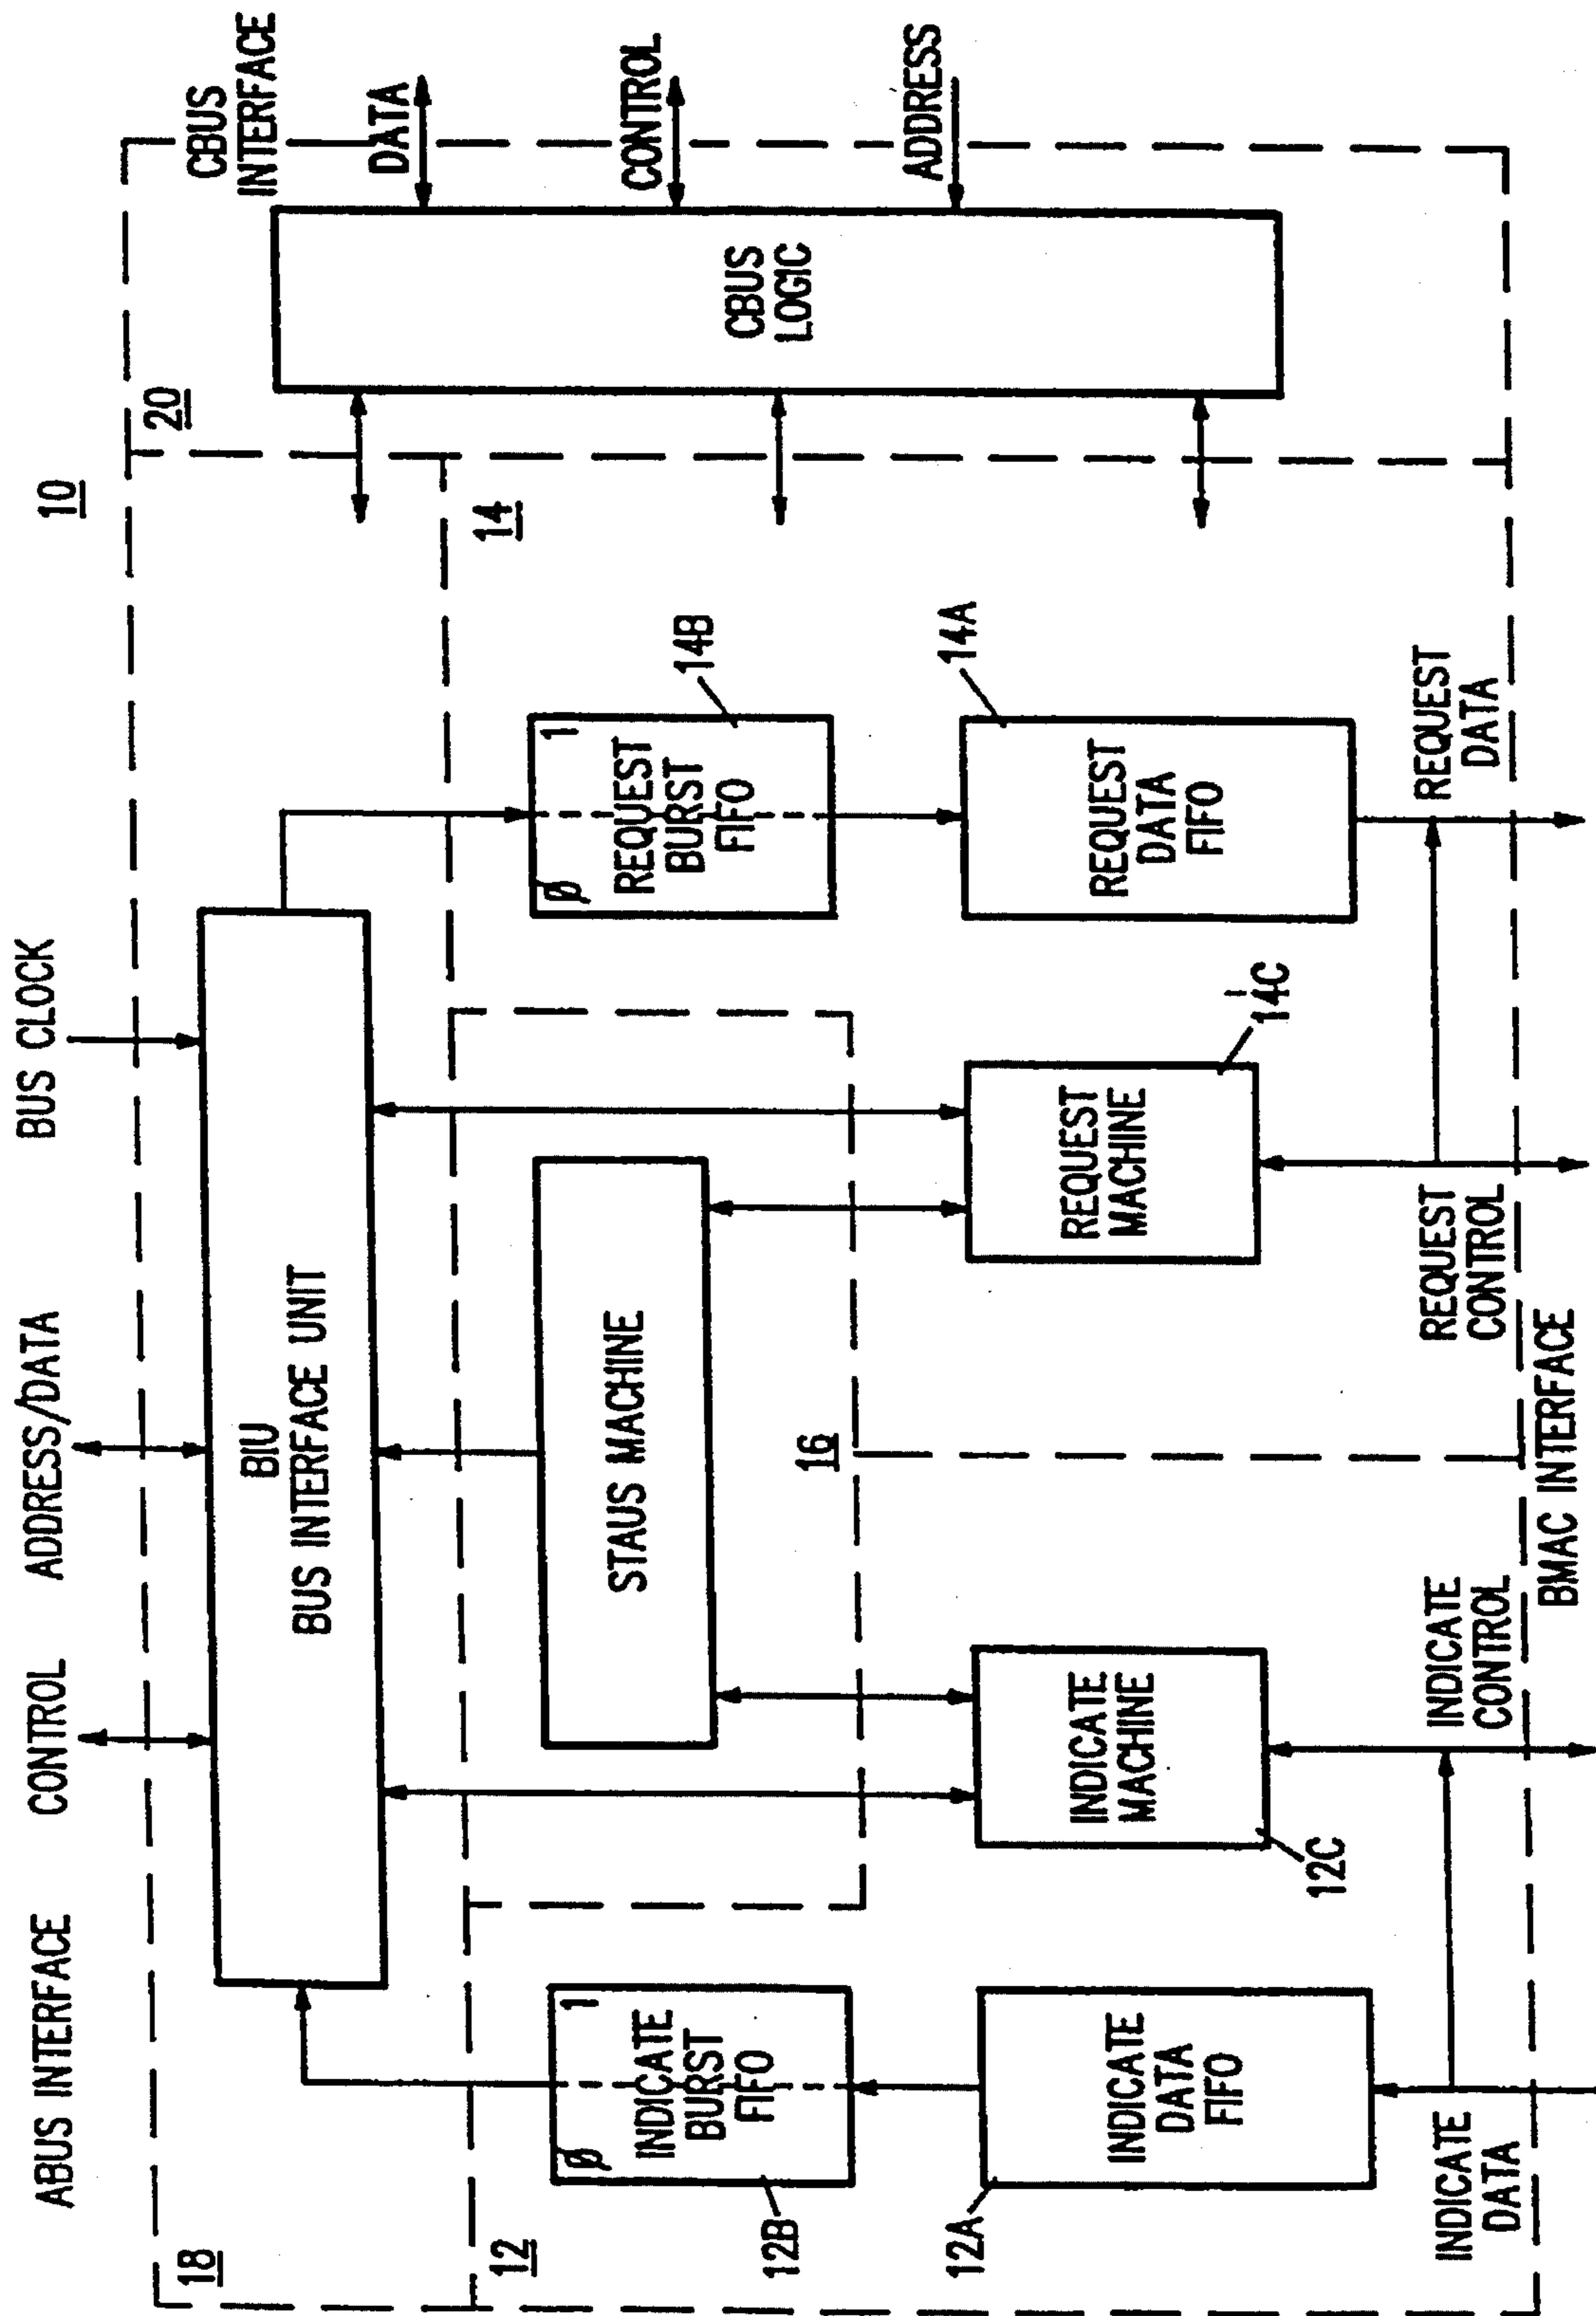 10
ABUS INTERFACE
CONTROL
ADDRESS/DATA
BUS CLOCK
CBUS
INTERFACE
18
20
BIU
BUS INTERFACE UNIT
DATA
CONTROL
ADDRESS
CBUS
LOGIC
12
14
16
Ø
1
INDICATE
BURST
FIFO
12B
STAUS MACHINE
Ø
1
REQUEST
BURST
FIFO
14B
INDICATE
DATA
FIFO
12A
INDICATE
MACHINE
12C
REQUEST
MACHINE
14C
REQUEST
DATA
FIFO
14A
INDICATE
DATA
INDICATE
CONTROL
REQUEST
CONTROL
REQUEST
DATA
BMAC INTERFACE